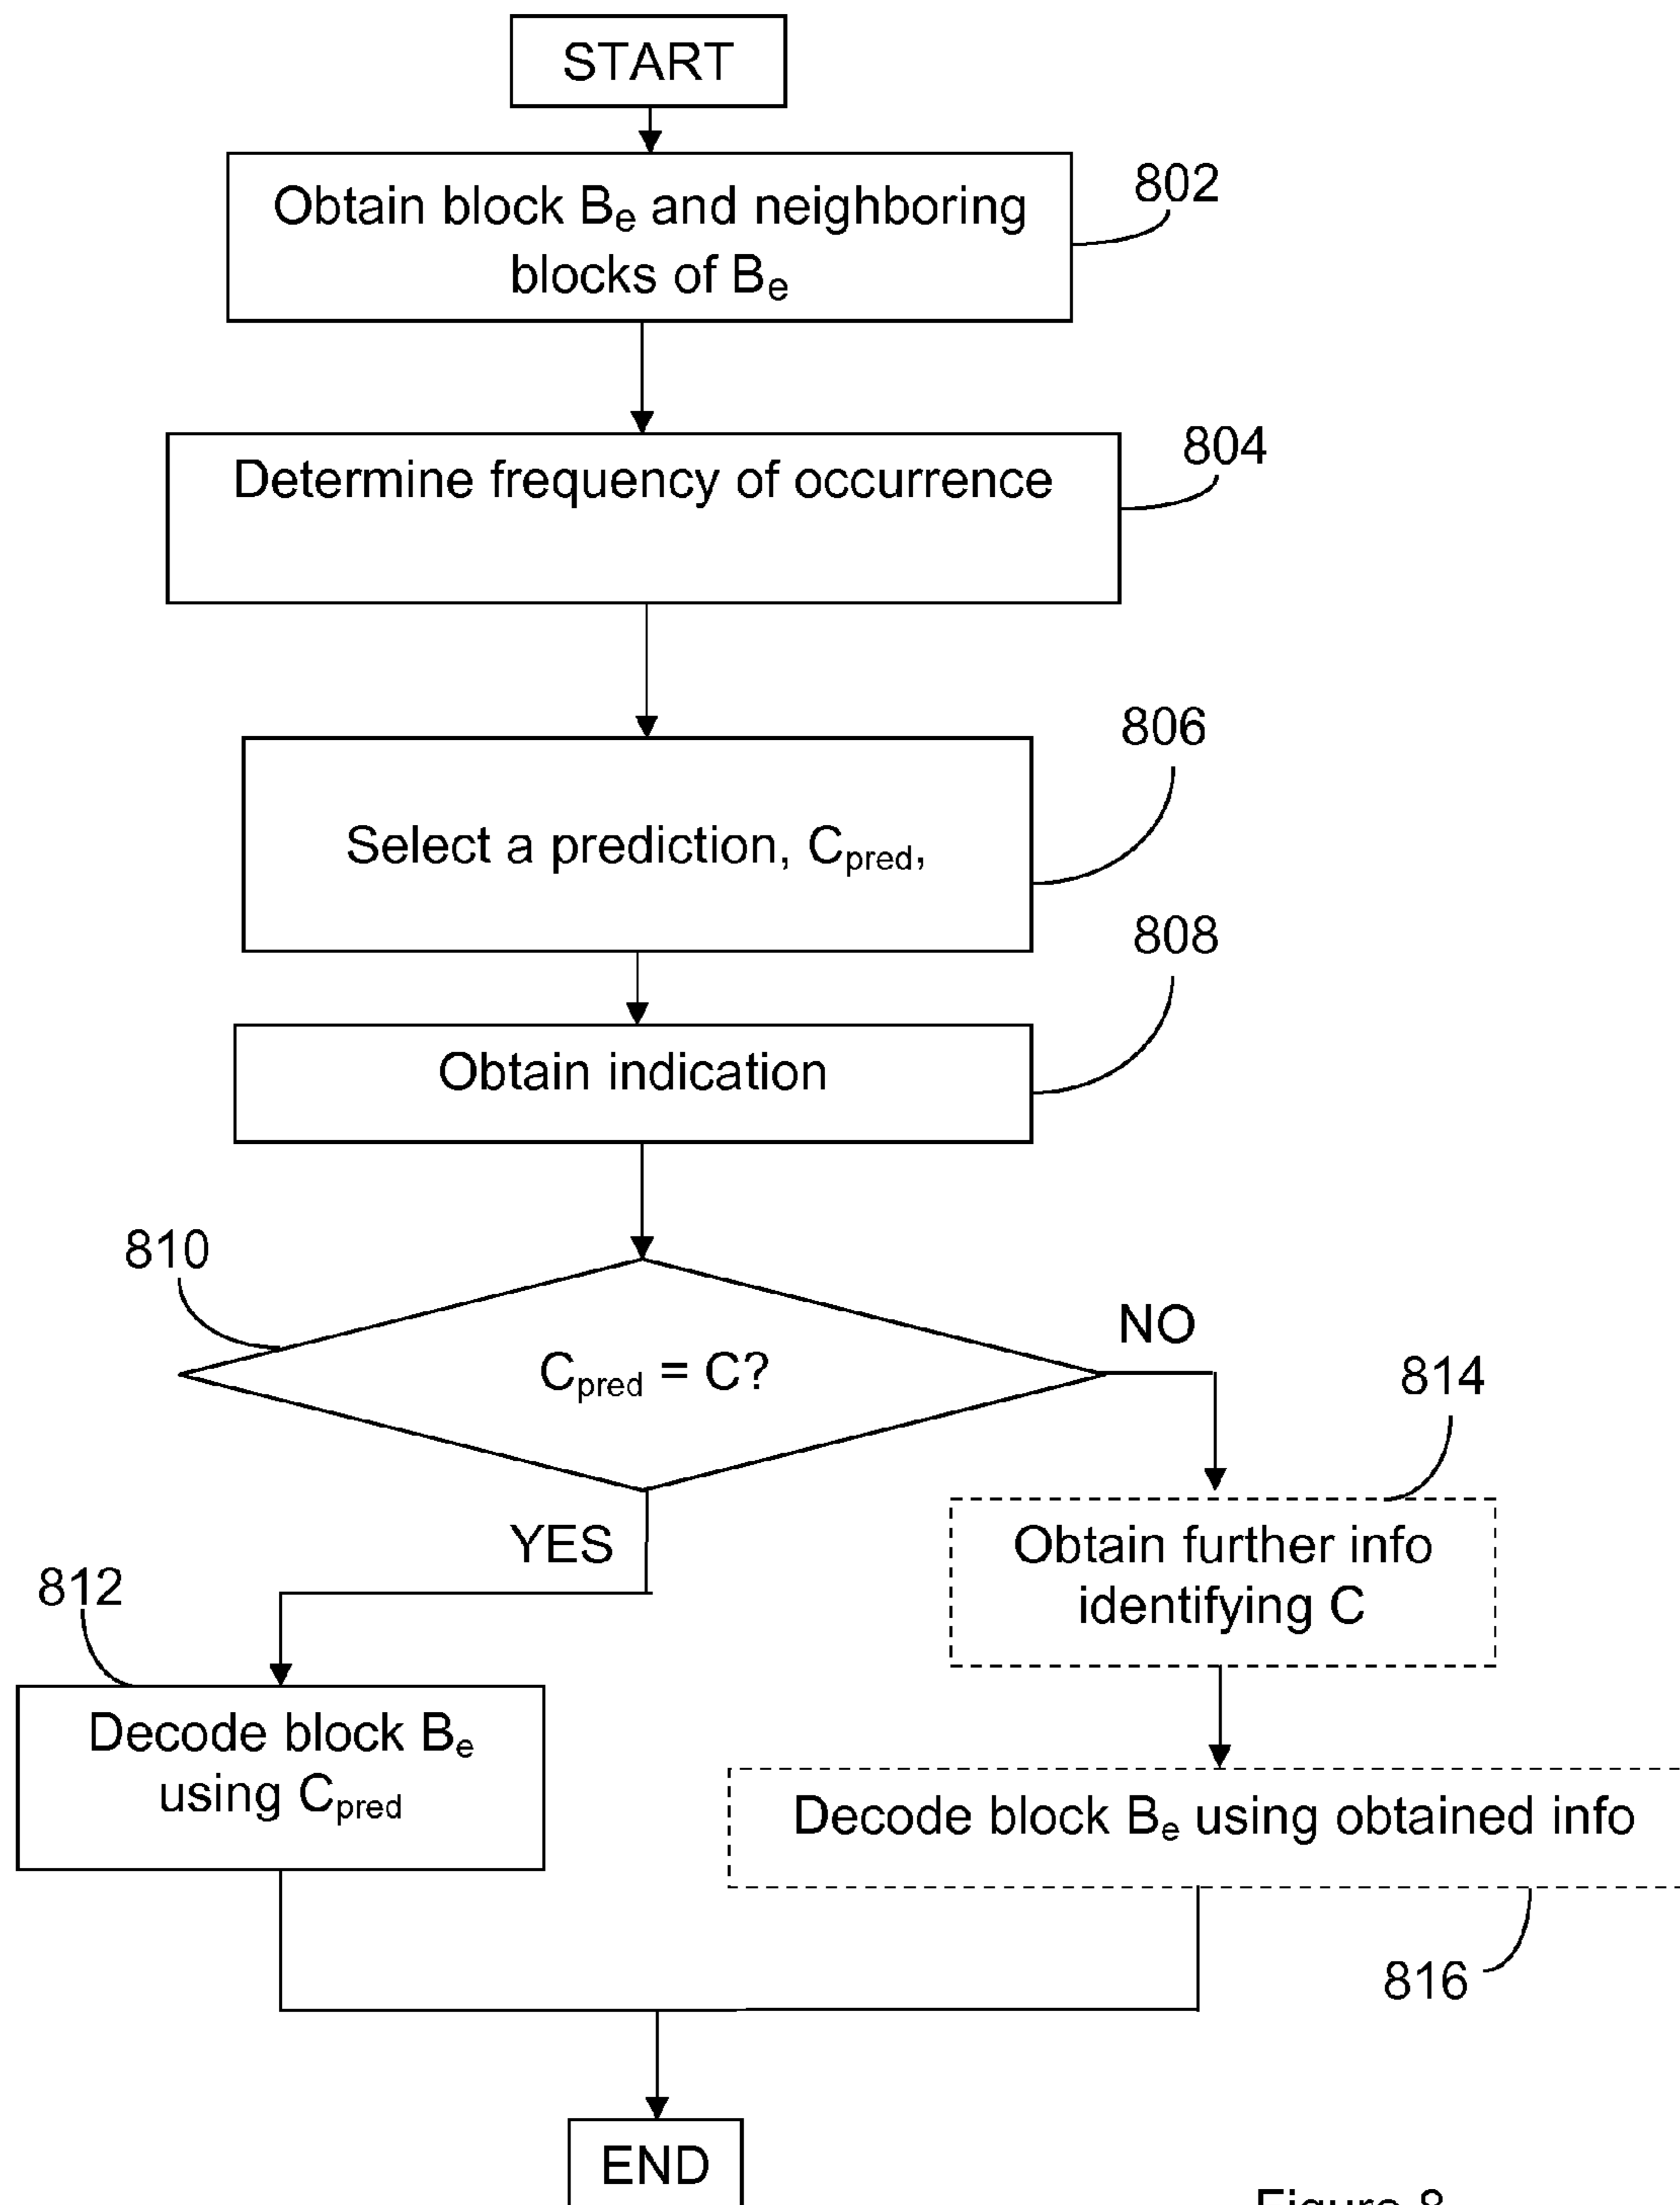 START
Obtain block Be and neighboring
blocks of Be
802
Determine frequency of occurrence
804
Select a prediction, Cpred,
806
Obtain indication
808
810
Cpred = C?
NO
YES
814
Obtain further info
identifying C
812
Decode block Be
using Cpred
Decode block Be using obtained info
816
END
Figure 8